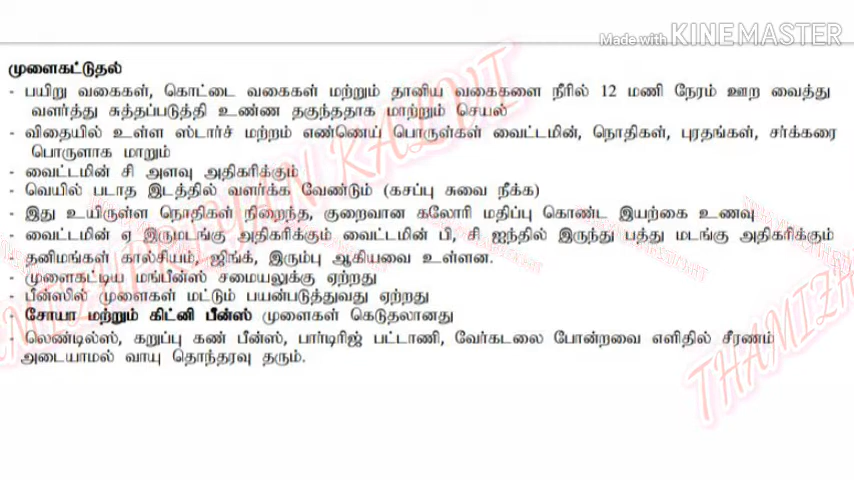 Made with KINEMASTER
முளைகட்டுதல்
- பயிறு வகைகள், கொட்டை வகைகள் மற்றும் தானிய வகைகளை நீரில் 12 மணி நேரம் ஊற வைத்து
வளர்த்து சுத்தப்படுத்தி உண்ண தகுந்ததாக மாற்றும் செயல்
- விதையில் உள்ள ஸ்டார்ச் மற்றம் எண்ணெய் பொருள்கள் வைட்டமின், நொதிகள், புரதங்கள், சர்க்கரை
பொருளாக மாறும்
- வைட்டமின் சி அளவு அதிகரிக்கும்
- வெயில் படாத இடத்தில் வளர்க்க வேண்டும் (கசப்பு சுவை நீக்க)
- இது உயிருள்ள நொதிகள் நிறைந்த, குறைவான கலோரி மதிப்பு கொண்ட இயற்கை உணவு
- வைட்டமின் ஏ இருமடங்கு அதிகரிக்கும் வைட்டமின் பி, சி ஐந்தில் இருந்து பத்து மடங்கு அதிகரிக்கும்
- தனிமங்கள் கால்சியம், ஜிங்க், இரும்பு ஆகியவை உள்ளன.
- முளைகட்டிய மங்பீன்ஸ் சமையலுக்கு ஏற்றது
- பீன்ஸில் முளைகள் மட்டும் பயன்படுத்துவது ஏற்றது
- சோயா மற்றும் கிட்னி பீன்ஸ் முளைகள் கெடுதலானது
- லெண்டில்ஸ், கறுப்பு கண் பீன்ஸ், பார்டிரிஜ் பட்டாணி, வேர்கடலை போன்றவை எளிதில் சீரணம்
அடையாமல் வாயு தொந்தரவு தரும்.
THAMIZHAREIYAN KALVI